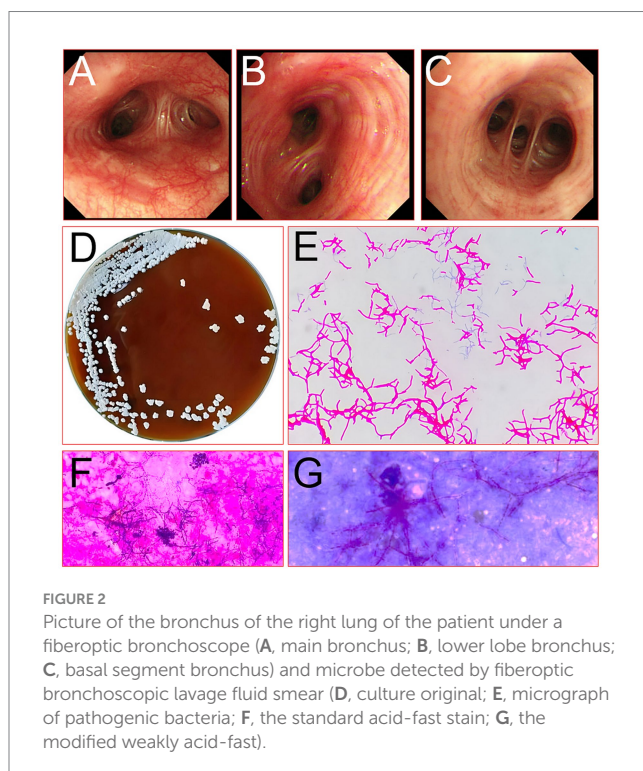 A
B
C
D
E
F
G
FIGURE 2
Picture of the bronchus of the right lung of the patient under a
fiberoptic bronchoscope (A, main bronchus; B, lower lobe bronchus;
C, basal segment bronchus) and microbe detected by fiberoptic
bronchoscopic lavage fluid smear (D, culture original; E, micrograph
of pathogenic bacteria; F, the standard acid-fast stain; G, the
modified weakly acid-fast).